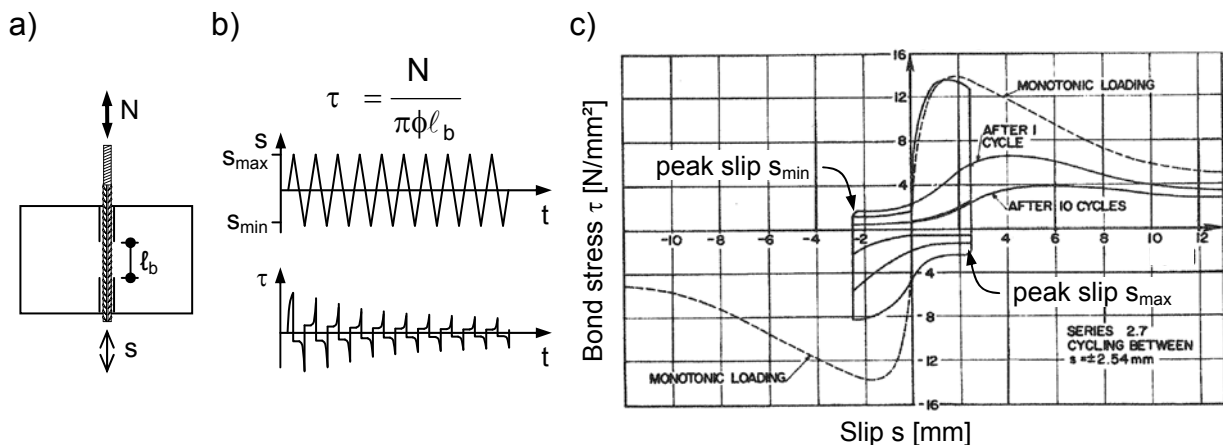 a)
N
ℓb
s
b)
τ = N / πϕℓb
s
smax
smin
t
τ
t
c)
Bond stress τ [N/mm²]
16
12
8
4
-4
-8
-12
-16
-10 -8 -6 -4 -2 4 6 8 10 12
MONOTONIC LOADING
AFTER 1
CYCLE
AFTER 10 CYCLES
peak slip smin
peak slip smax
SERIES 2.7
CYCLING BETWEEN
s = ± 2.54 mm
MONOTONIC LOADING
Slip s [mm]